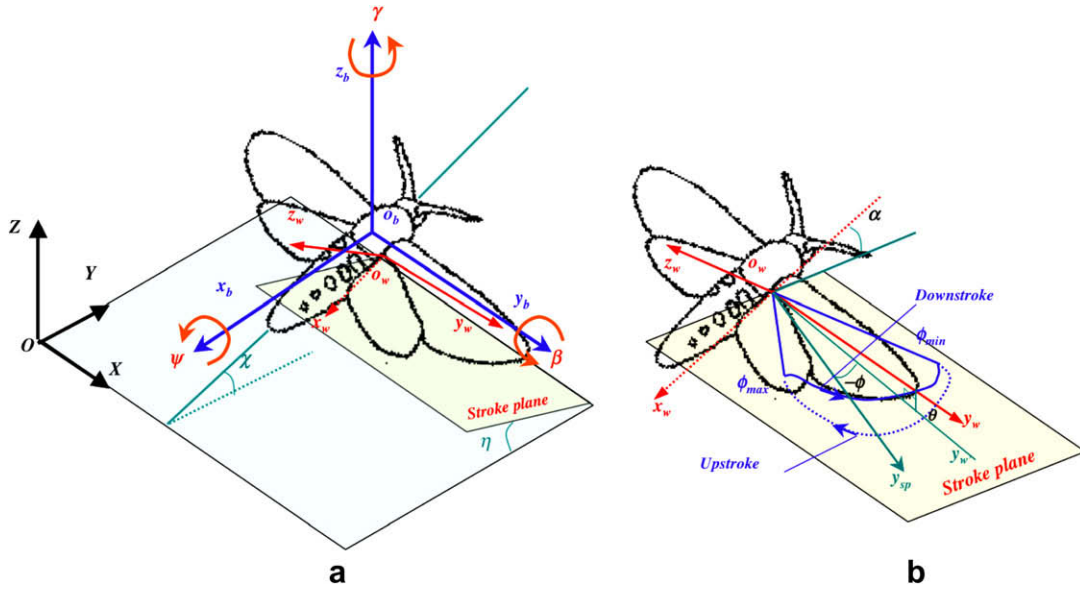 γ
z_b
Z
Y
O
X
z_w
o_b
o_w
x_b
x_w
y_b
y_w
ψ
β
χ
Stroke plane
η
a
α
z_w
o_w
Downstroke
ϕ_min
ϕ_max
−ϕ
θ
x_w
y_w
y_w
y_sp
Upstroke
Stroke plane
b